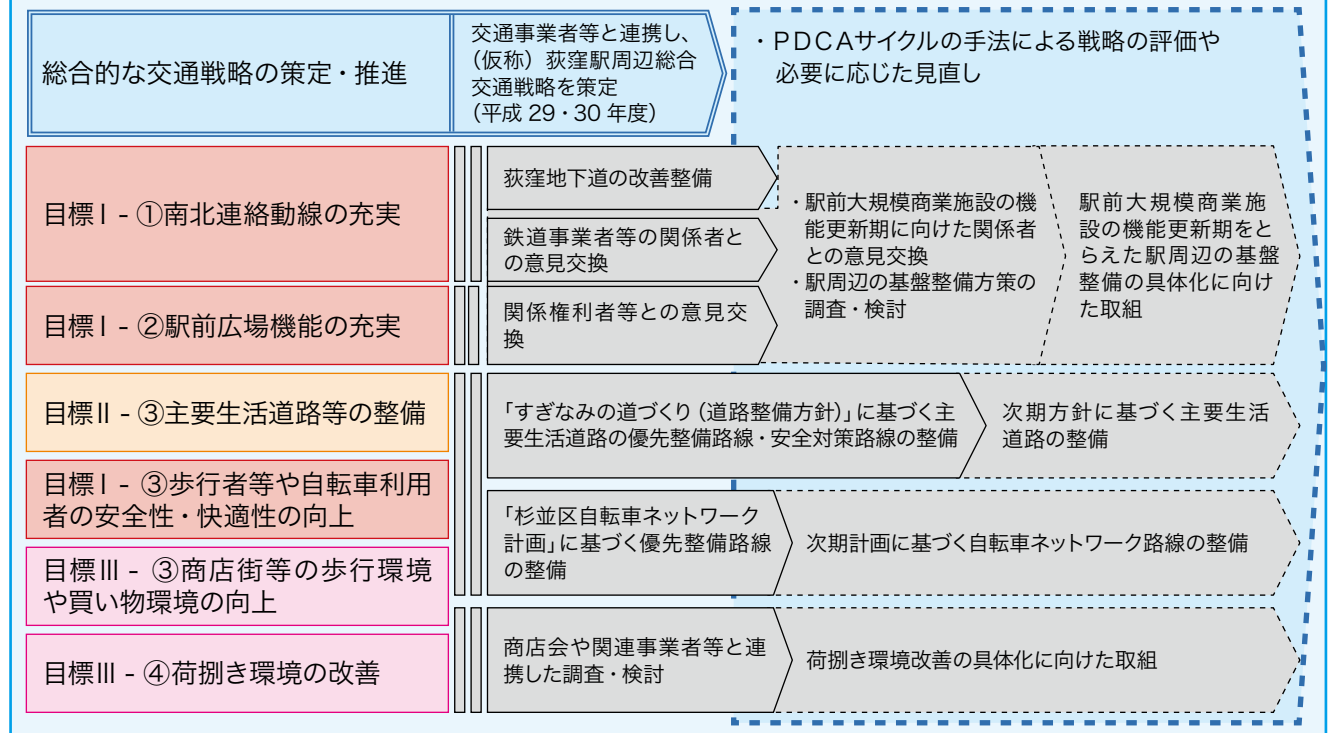 総合的な交通戦略の策定・推進
交通事業者等と連携し、
（仮称）荻窪駅周辺総合
交通戦略を策定
（平成 29・30 年度）
・PDCAサイクルの手法による戦略の評価や
必要に応じた見直し
目標Ⅰ - ①南北連絡動線の充実
荻窪地下道の改善整備
鉄道事業者等の関係者と
の意見交換
・駅前大規模商業施設の機
能更新期に向けた関係者
との意見交換
・駅周辺の基盤整備方策の
調査・検討
駅前大規模商業施
設の機能更新期をと
らえた駅周辺の基盤
整備の具体化に向け
た取組
目標Ⅰ - ②駅前広場機能の充実
関係権利者等との意見交
換
目標Ⅱ - ③主要生活道路等の整備
「すぎなみの道づくり（道路整備方針）」に基づく主
要生活道路の優先整備路線・安全対策路線の整備
次期方針に基づく主要生活
道路の整備
目標Ⅰ - ③歩行者等や自転車利用
者の安全性・快適性の向上
「杉並区自転車ネットワーク
計画」に基づく優先整備路線
の整備
次期計画に基づく自転車ネットワーク路線の整備
目標Ⅲ - ③商店街等の歩行環境
や買い物環境の向上
目標Ⅲ - ④荷捌き環境の改善
商店会や関連事業者等と連
携した調査・検討
荷捌き環境改善の具体化に向けた取組